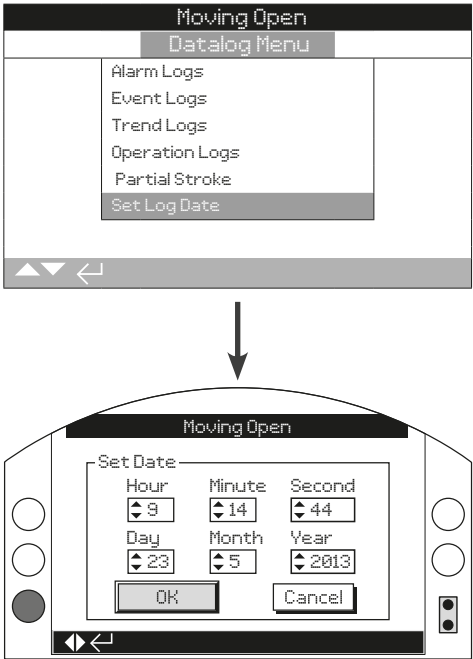 Moving Open
Datalog Menu
Alarm Logs
Event Logs
Trend Logs
Operation Logs
Partial Stroke
Set Log Date
Moving Open
Set Date
Hour Minute Second
9 14 44
Day Month Year
23 5 2013
OK Cancel